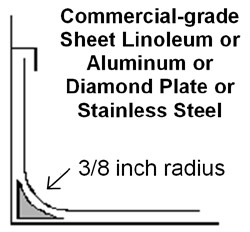 Commercial-grade
Sheet Linoleum or
Aluminum or
Diamond Plate or
Stainless Steel
3/8 inch radius